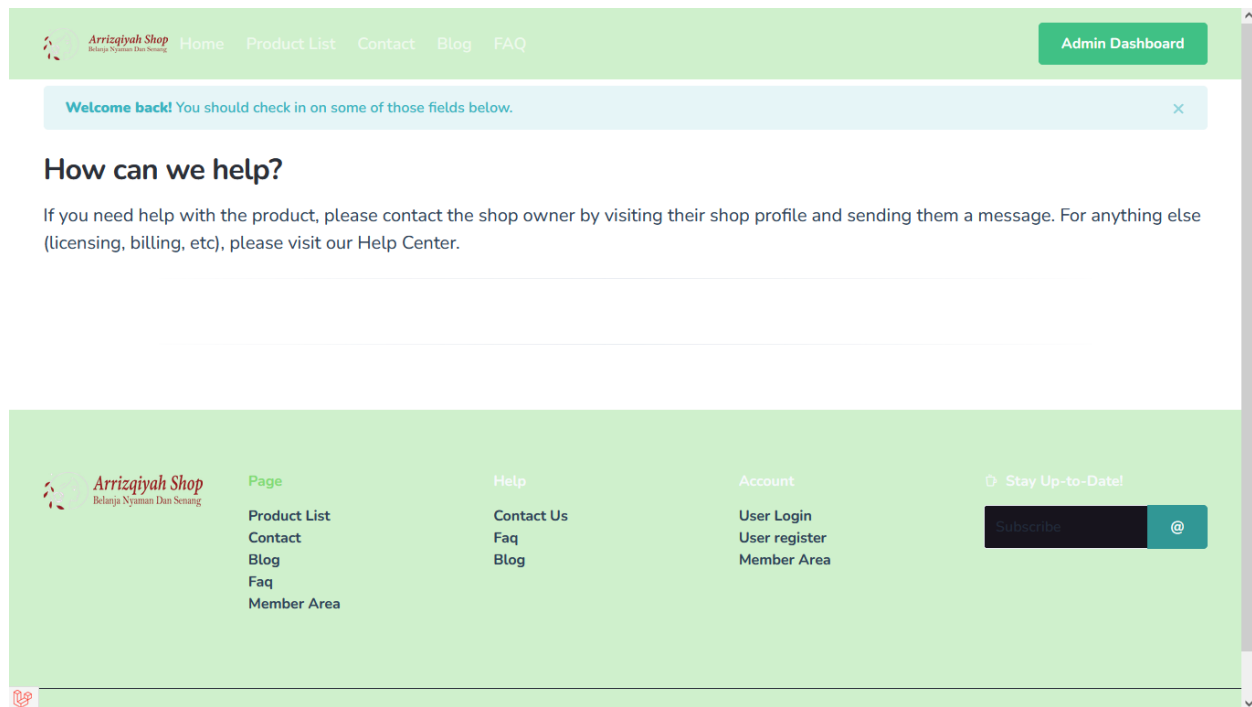 Arrizqiyah Shop
Belanja Nyaman Dan Senang
Home Product List Contact Blog FAQ
Admin Dashboard
Welcome back! You should check in on some of those fields below. ×
How can we help?
If you need help with the product, please contact the shop owner by visiting their shop profile and sending them a message. For anything else
(licensing, billing, etc), please visit our Help Center.
Arrizqiyah Shop
Belanja Nyaman Dan Senang
Page
Product List
Contact
Blog
Faq
Member Area
Help
Contact Us
Faq
Blog
Account
User Login
User register
Member Area
Stay Up-to-Date!
Subscribe @